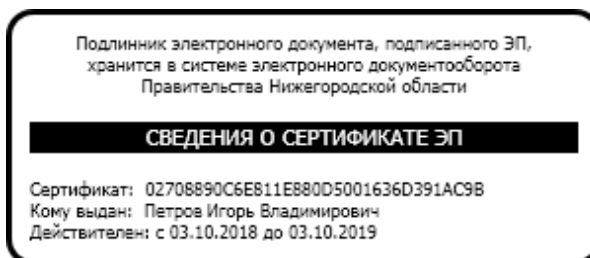 Подлинник электронного документа, подписанного ЭП,
хранится в системе электронного документооборота
Правительства Нижегородской области
СВЕДЕНИЯ О СЕРТИФИКАТЕ ЭП
Сертификат: 02708890C6E811E880D5001636D391AC9B
Кому выдан: Петров Игорь Владимирович
Действителен: с 03.10.2018 до 03.10.2019